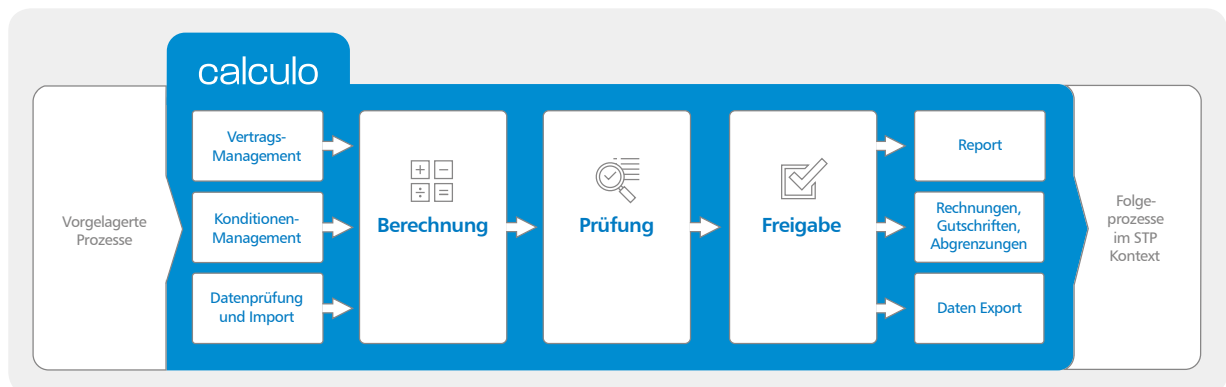 calculo
Vorgelagerte
Prozesse
Vertrags-
Management
Konditionen-
Management
Datenprüfung
und Import
Berechnung
Prüfung
Freigabe
Report
Rechnungen,
Gutschriften,
Abgrenzungen
Daten Export
Folge-
prozesse
im STP
Kontext